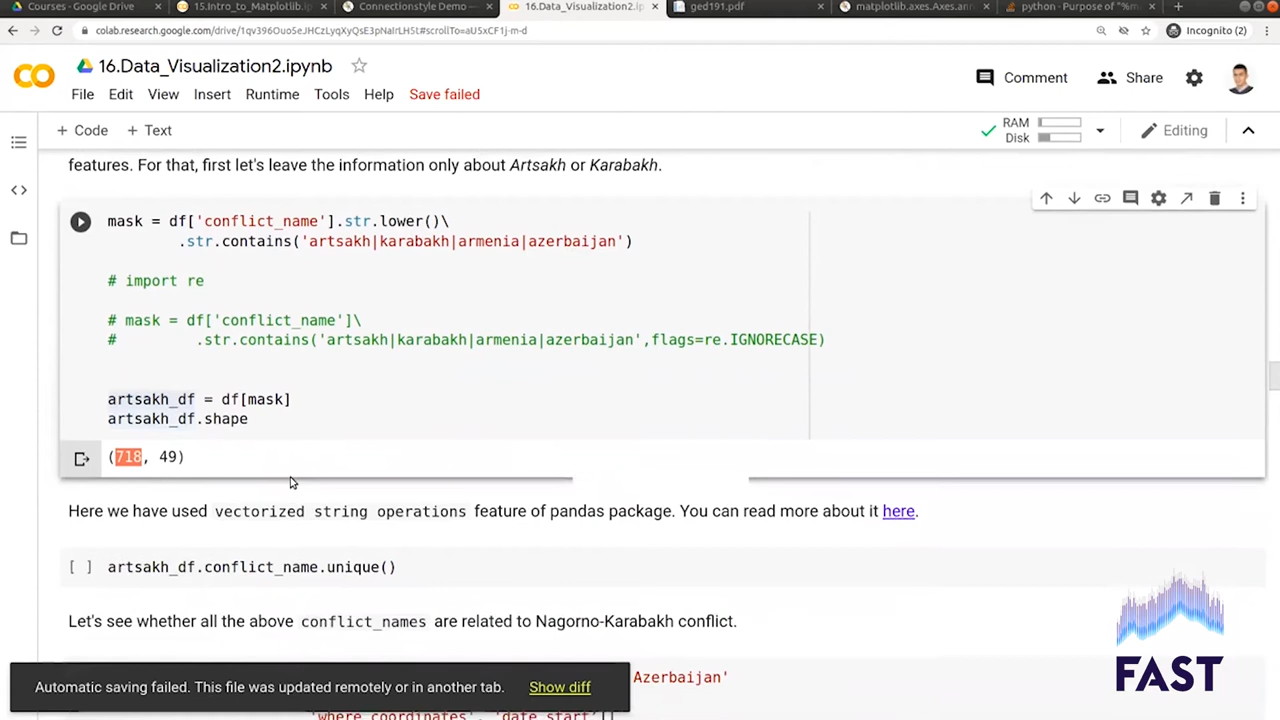 Courses - Google Drive
15.Intro_to_Matplotlib.ip
Connectionstyle Demo —
16.Data_Visualization2.ip
ged191.pdf
matplotlib.axes.Axes.ann
python - Purpose of "%m
colab.research.google.com/drive/1qv396Ouo5eJHCzLyqXyQsE3pNaIrLH5t#scrollTo=aU5xCF1j-m-d
Incognito (2)
16.Data_Visualization2.ipynb
Comment
Share
File Edit View Insert Runtime Tools Help Save failed
+ Code + Text
RAM
Disk
Editing
features. For that, first let's leave the information only about Artsakh or Karabakh.
mask = df['conflict_name'].str.lower()\
.str.contains('artsakh|karabakh|armenia|azerbaijan')
# import re
# mask = df['conflict_name']\
# .str.contains('artsakh|karabakh|armenia|azerbaijan',flags=re.IGNORECASE)
artsakh_df = df[mask]
artsakh_df.shape
(718, 49)
Here we have used vectorized string operations feature of pandas package. You can read more about it here.
[ ] artsakh_df.conflict_name.unique()
Let's see whether all the above conflict_names are related to Nagorno-Karabakh conflict.
Azerbaijan'
'where_coordinates', 'date_start']]
Automatic saving failed. This file was updated remotely or in another tab. Show diff
FAST